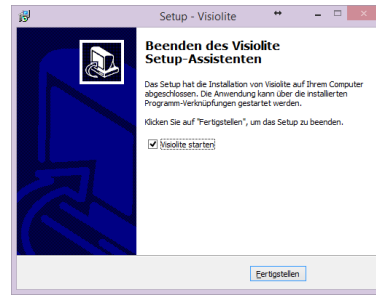 Setup - Visiolite
Beenden des Visiolite
Setup-Assistenten
Das Setup hat die Installation von Visiolite auf Ihrem Computer
abgeschlossen. Die Anwendung kann über die installierten
Programm-Verknüpfungen gestartet werden.
Klicken Sie auf "Fertigstellen", um das Setup zu beenden.
Visiolite starten
Fertigstellen